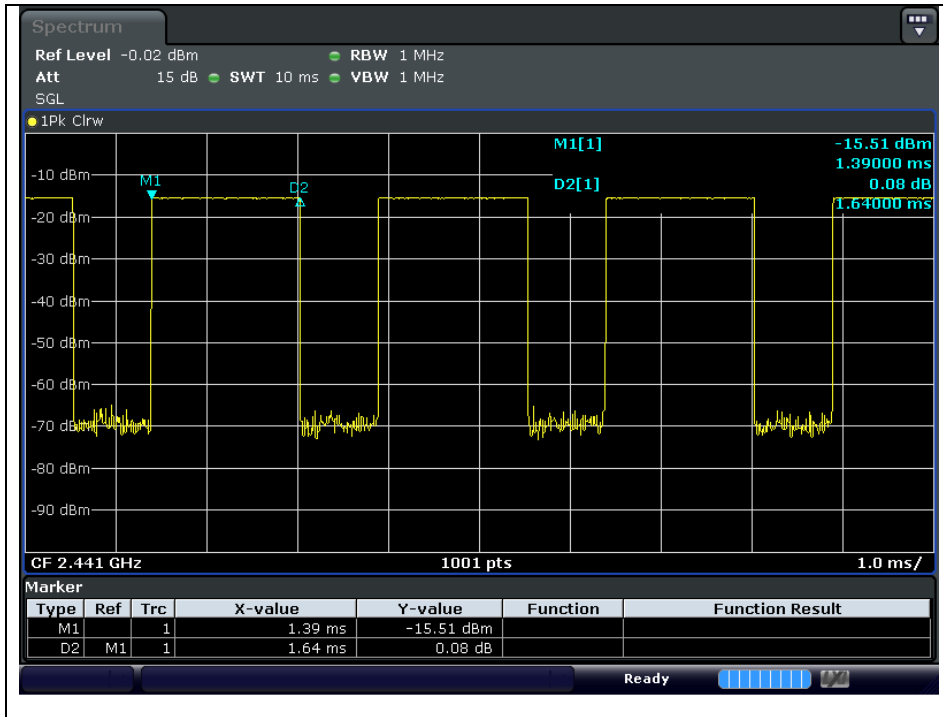 Spectrum
Ref Level -0.02 dBm RBW 1 MHz
Att 15 dB SWT 10 ms VBW 1 MHz
SGL
1Pk Clrw
M1[1] -15.51 dBm
1.39000 ms
D2[1] 0.08 dB
1.64000 ms
-10 dBm
M1
D2
-20 dBm
-30 dBm
-40 dBm
-50 dBm
-60 dBm
-70 dBm
-80 dBm
-90 dBm
CF 2.441 GHz 1001 pts 1.0 ms/
Marker
Type Ref Trc X-value Y-value Function Function Result
M1 1 1.39 ms -15.51 dBm
D2 M1 1 1.64 ms 0.08 dB
Ready